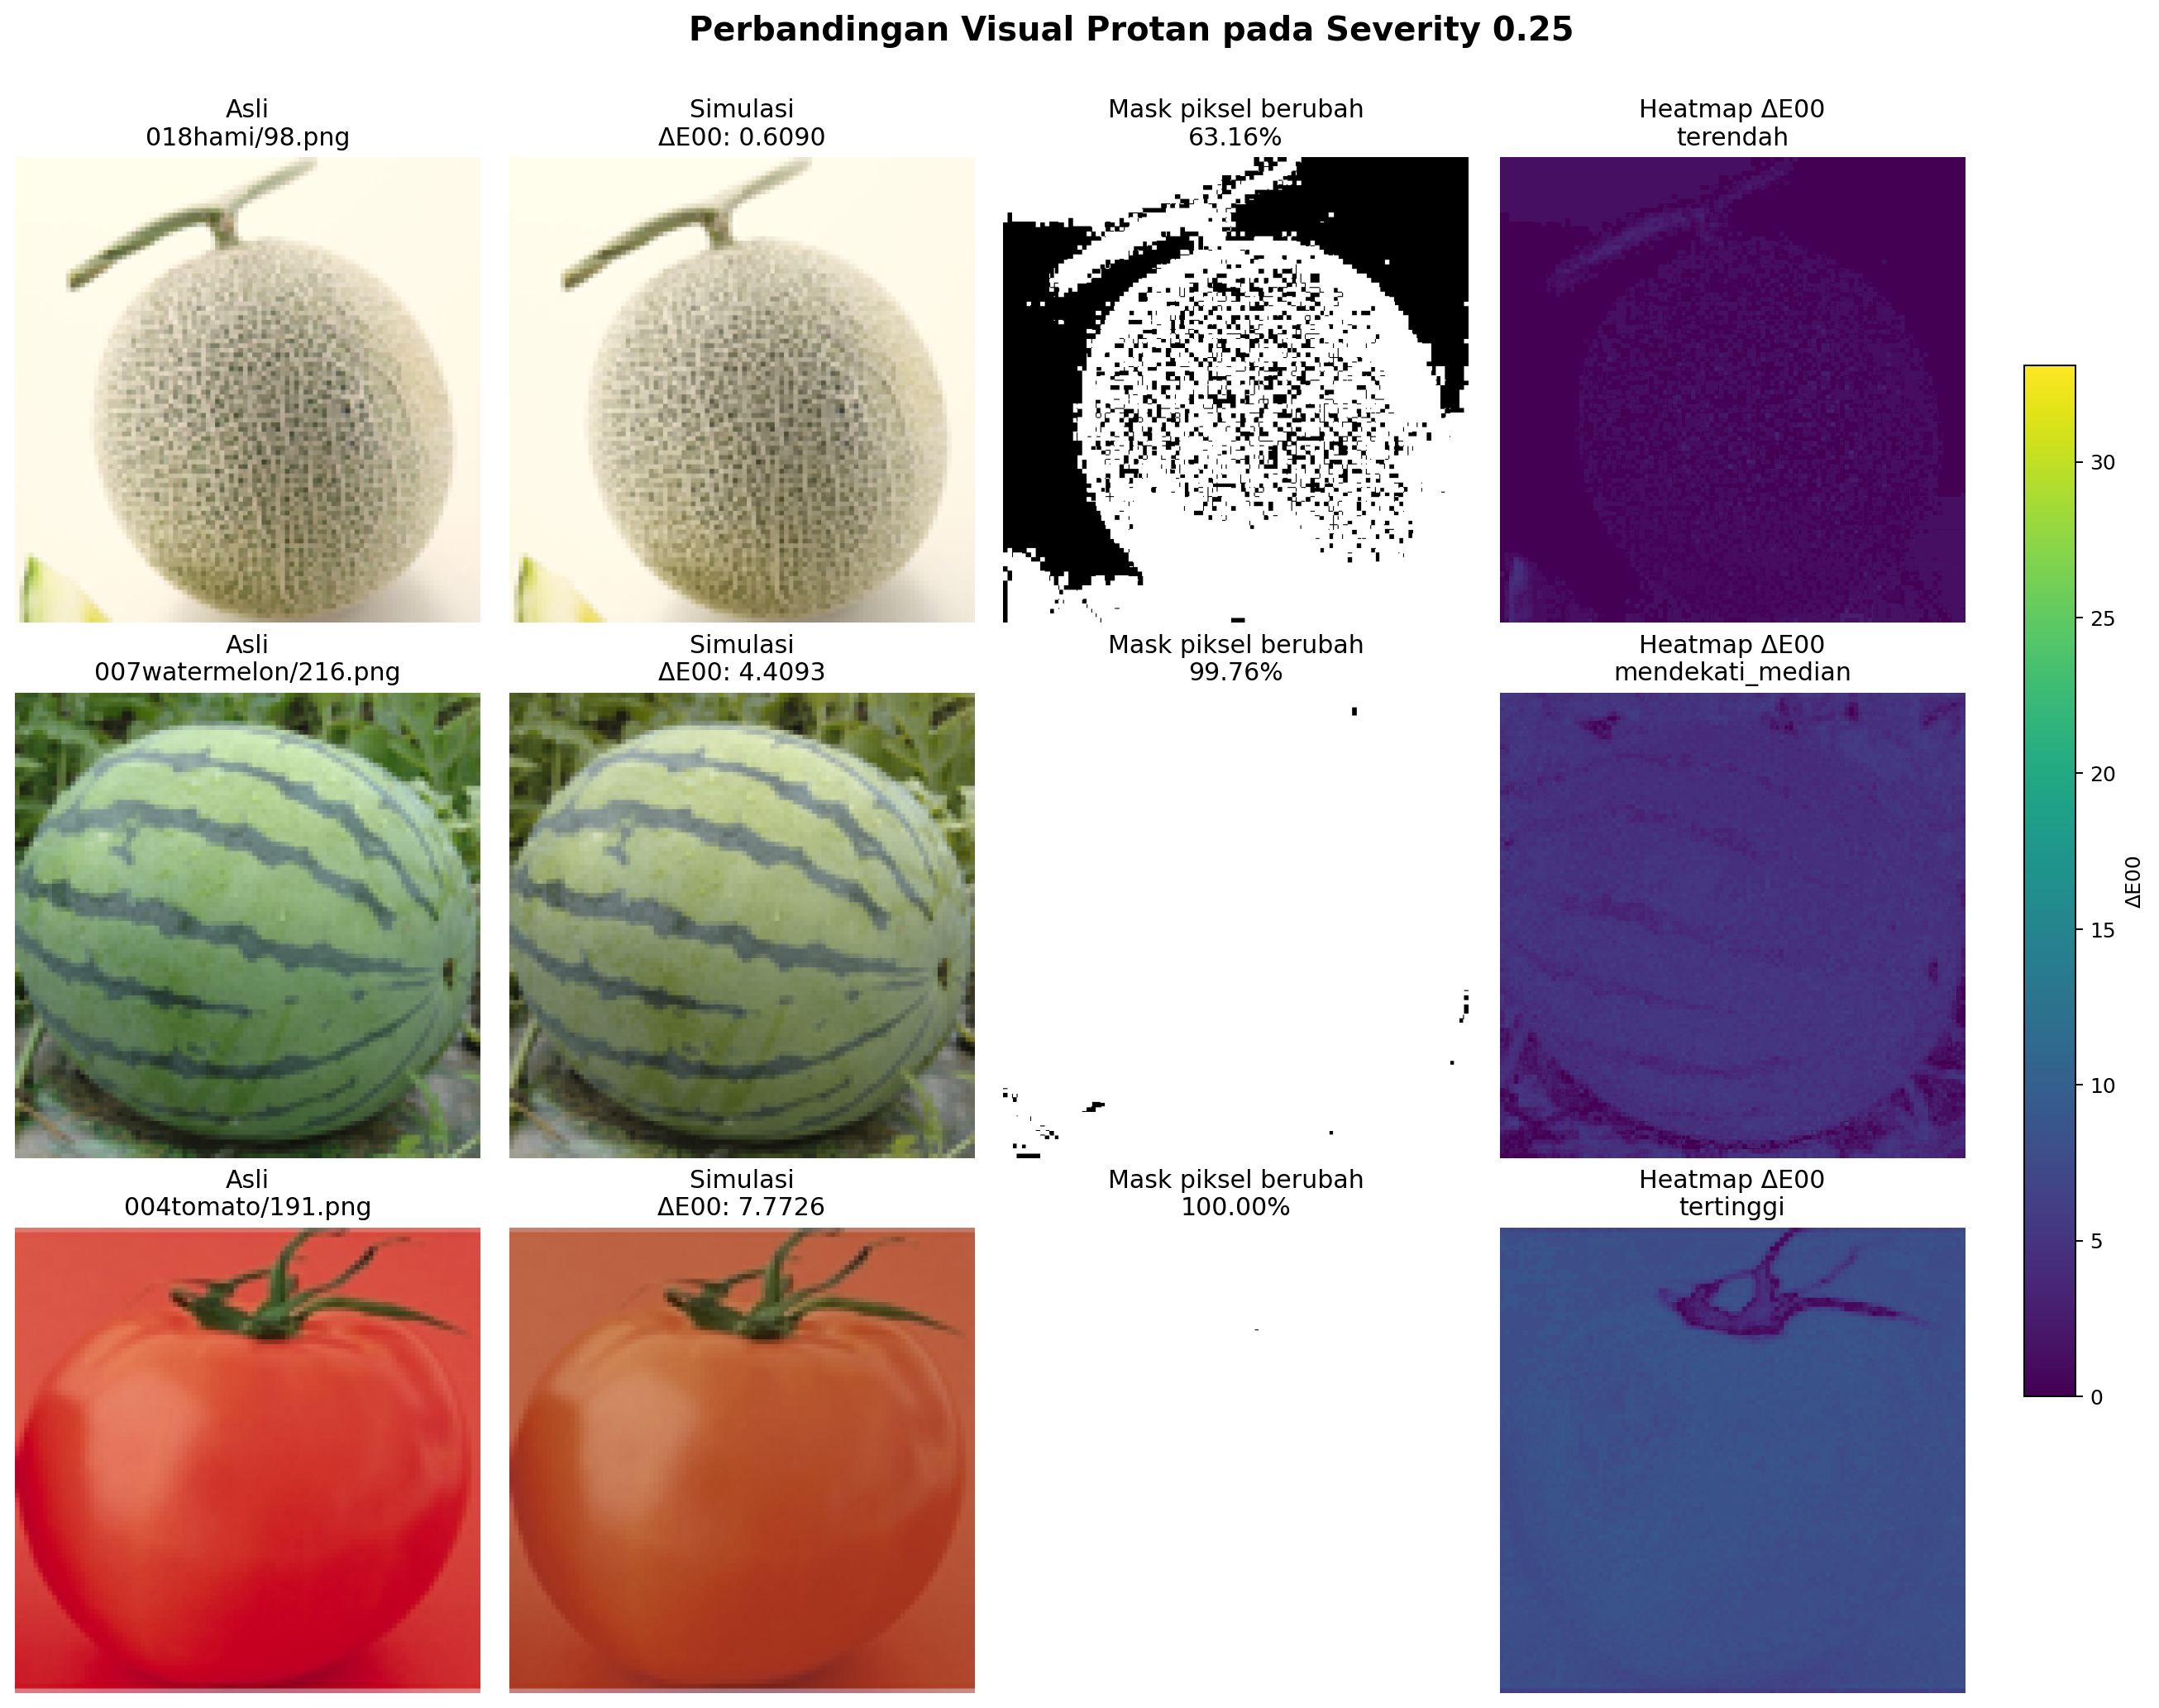 Perbandingan Visual Protan pada Severity 0.25
Asli
018hami/98.png
Simulasi
ΔE00: 0.6090
Mask piksel berubah
63.16%
Heatmap ΔE00
terendah
Asli
007watermelon/216.png
Simulasi
ΔE00: 4.4093
Mask piksel berubah
99.76%
Heatmap ΔE00
mendekati_median
Asli
004tomato/191.png
Simulasi
ΔE00: 7.7726
Mask piksel berubah
100.00%
Heatmap ΔE00
tertinggi
30
25
20
15
10
5
0
ΔE00